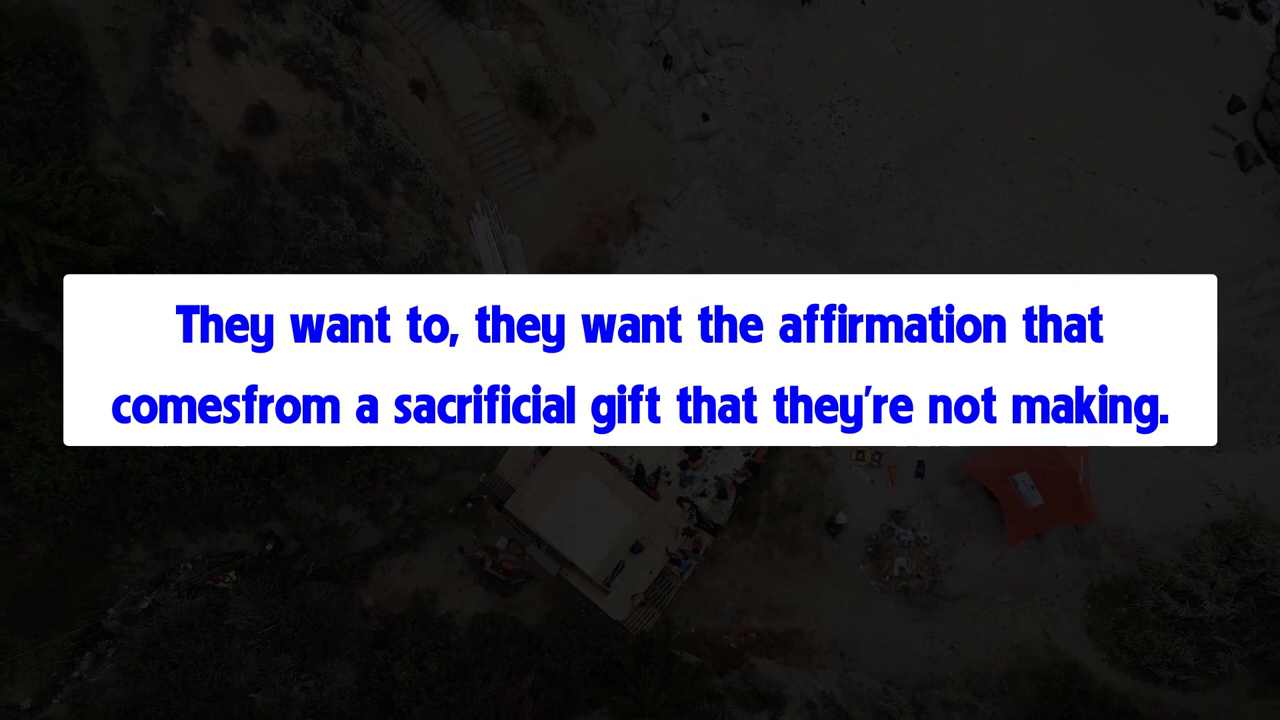 They want to, they want the affirmation that
comesfrom a sacrificial gift that they're not making.